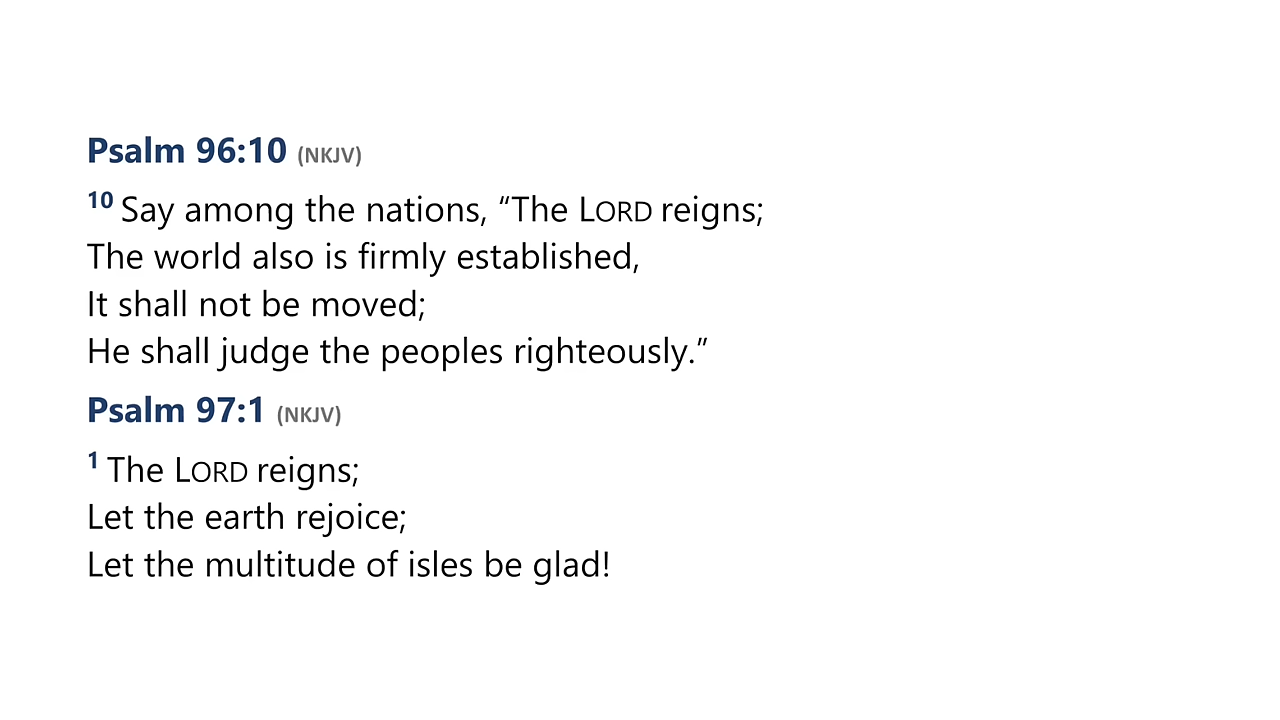 Psalm 96:10 (NKJV)
10 Say among the nations, “The LORD reigns;
The world also is firmly established,
It shall not be moved;
He shall judge the peoples righteously.”
Psalm 97:1 (NKJV)
1 The LORD reigns;
Let the earth rejoice;
Let the multitude of isles be glad!